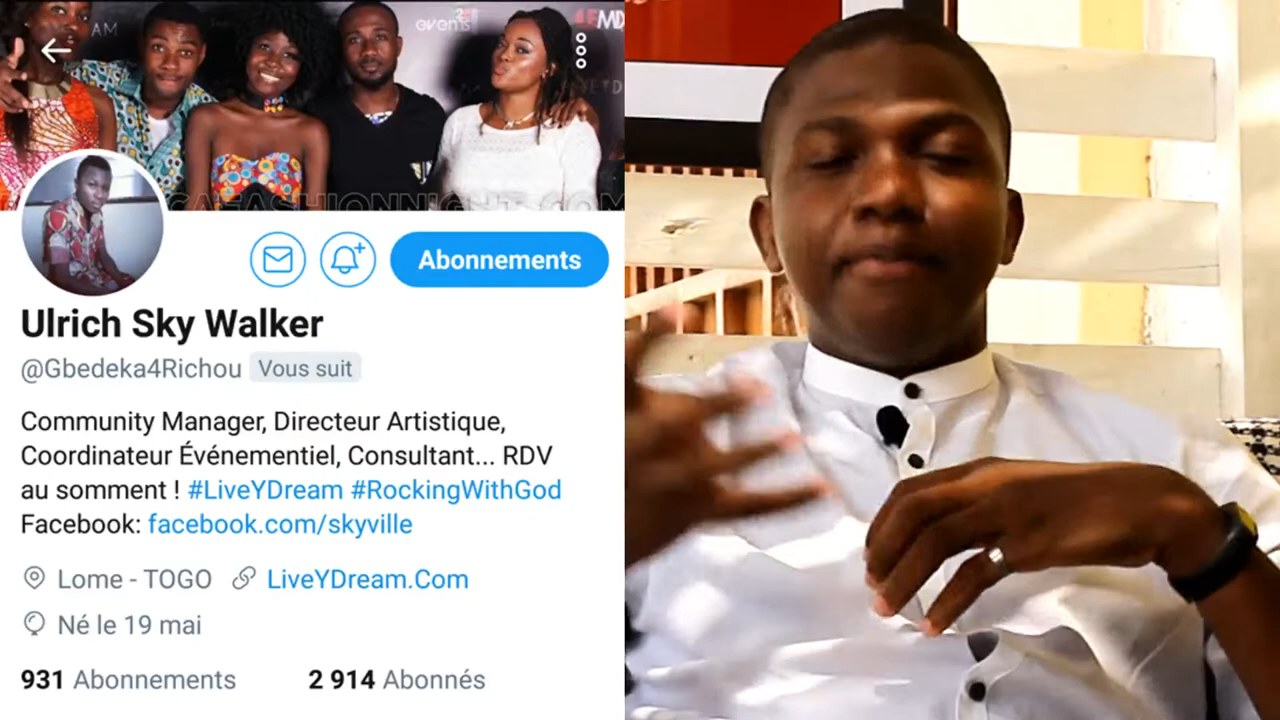 even's
Ulrich Sky Walker
@Gbedeka4Richou Vous suit
Community Manager, Directeur Artistique,
Coordinateur Événementiel, Consultant... RDV
au sommet ! #LiveYDream #RockingWithGod
Facebook: facebook.com/skyville
Lome - TOGO LiveYDream.Com
Né le 19 mai
931 Abonnements 2 914 Abonnés
Abonnements